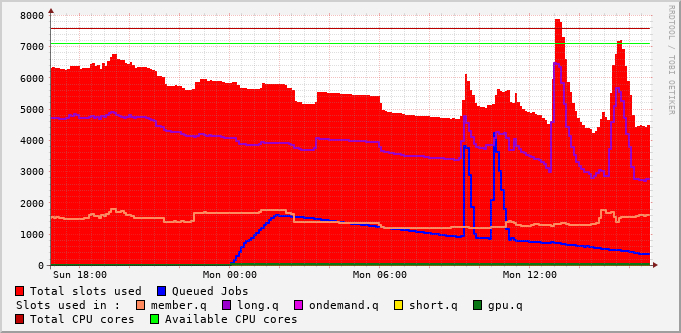 8000
7000
6000
5000
4000
3000
2000
1000
0
Sun 18:00 Mon 00:00 Mon 06:00 Mon 12:00
RRDTOOL / TOBI OETIKER
Total slots used Queued Jobs
Slots used in : member.q long.q ondemand.q short.q gpu.q
Total CPU cores Available CPU cores